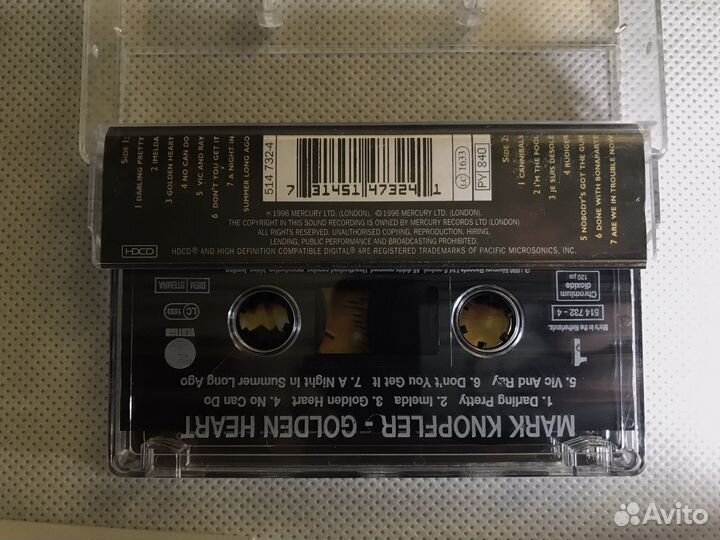 SIDE 1:
1 DARLING PRETTY
2 IMELDA
3 GOLDEN HEART
4 NO CAN DO
5 VIC AND RAY
6 DON'T YOU GET IT
7 A NIGHT IN
SUMMER LONG AGO
514 732-4
7 31451 47324 1
LC 1633
PY 840
SIDE 2:
1 CANNIBALS
2 I'M THE FOOL
3 JE SUIS DESOLE
4 RUDIGER
5 NOBODY'S GOT THE GUN
6 DONE WITH BONAPARTE
7 ARE WE IN TROUBLE NOW
℗ 1996 MERCURY LTD. (LONDON). © 1996 MERCURY LTD. (LONDON).
THE COPYRIGHT IN THIS SOUND RECORDING IS OWNED BY MERCURY RECORDS LTD (LONDON)
ALL RIGHTS RESERVED. UNAUTHORISED COPYING, REPRODUCTION, HIRING,
LENDING, PUBLIC PERFORMANCE AND BROADCASTING PROHIBITED.
HDCD® AND HIGH DEFINITION COMPATIBLE DIGITAL® ARE REGISTERED TRADEMARKS OF PACIFIC MICROSONICS, INC.
HDCD
MARK KNOPFLER - GOLDEN HEART
1. Darling Pretty 2. Imelda 3. Golden Heart 4. No Can Do
5. Vic And Ray 6. Don't You Get It 7. A Night In Summer Long Ago
1
Made in the Netherlands.
514 732 - 4
Chromium
dioxide
120 µs
VERTIGO
LC 1633
BIEM STEMRA
Avito